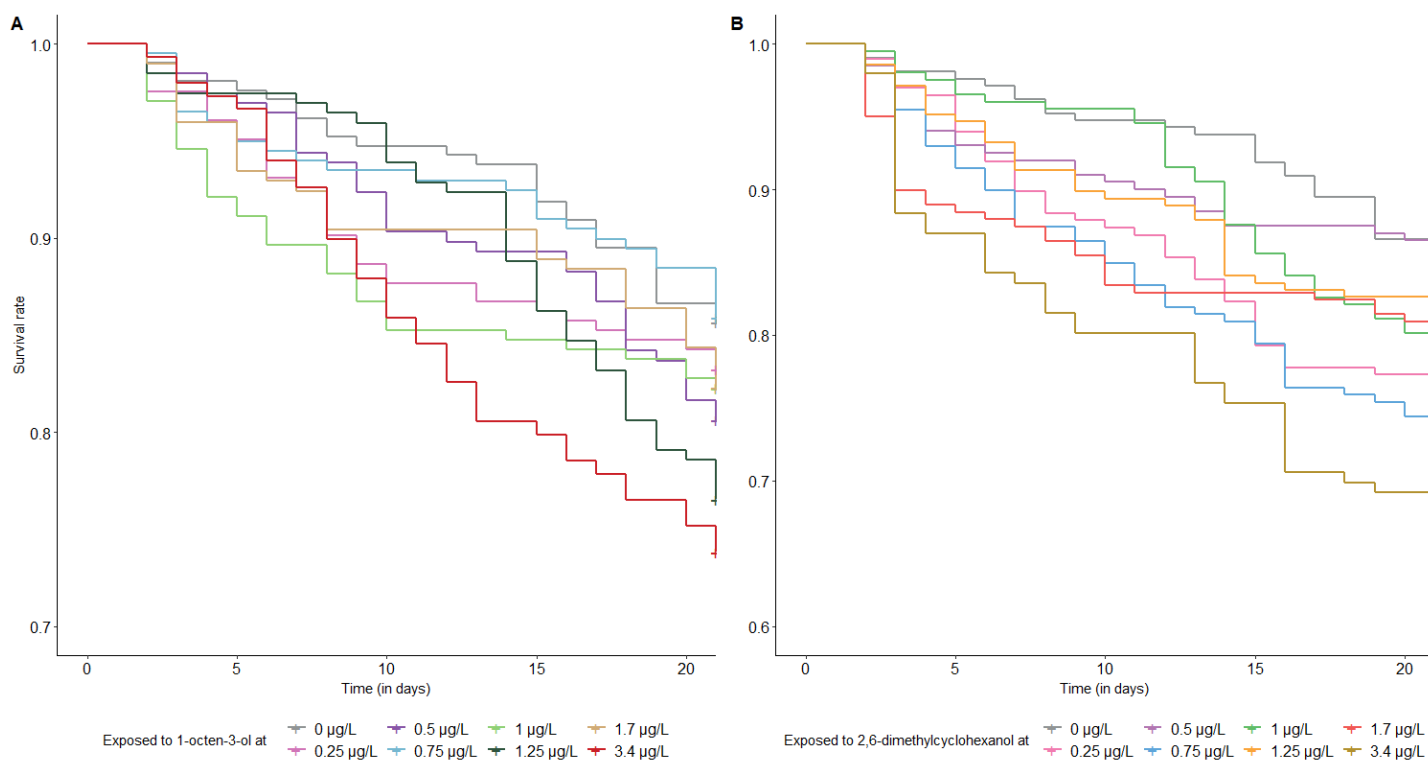 A
1.0
0.9
0.8
0.7
Survival rate
0
5
10
15
20
Time (in days)
Exposed to 1-octen-3-ol at
0 µg/L 0.5 µg/L 1 µg/L 1.7 µg/L
0.25 µg/L 0.75 µg/L 1.25 µg/L 3.4 µg/L
B
1.0
0.9
0.8
0.7
0.6
0
5
10
15
20
Time (in days)
Exposed to 2,6-dimethylcyclohexanol at
0 µg/L 0.5 µg/L 1 µg/L 1.7 µg/L
0.25 µg/L 0.75 µg/L 1.25 µg/L 3.4 µg/L